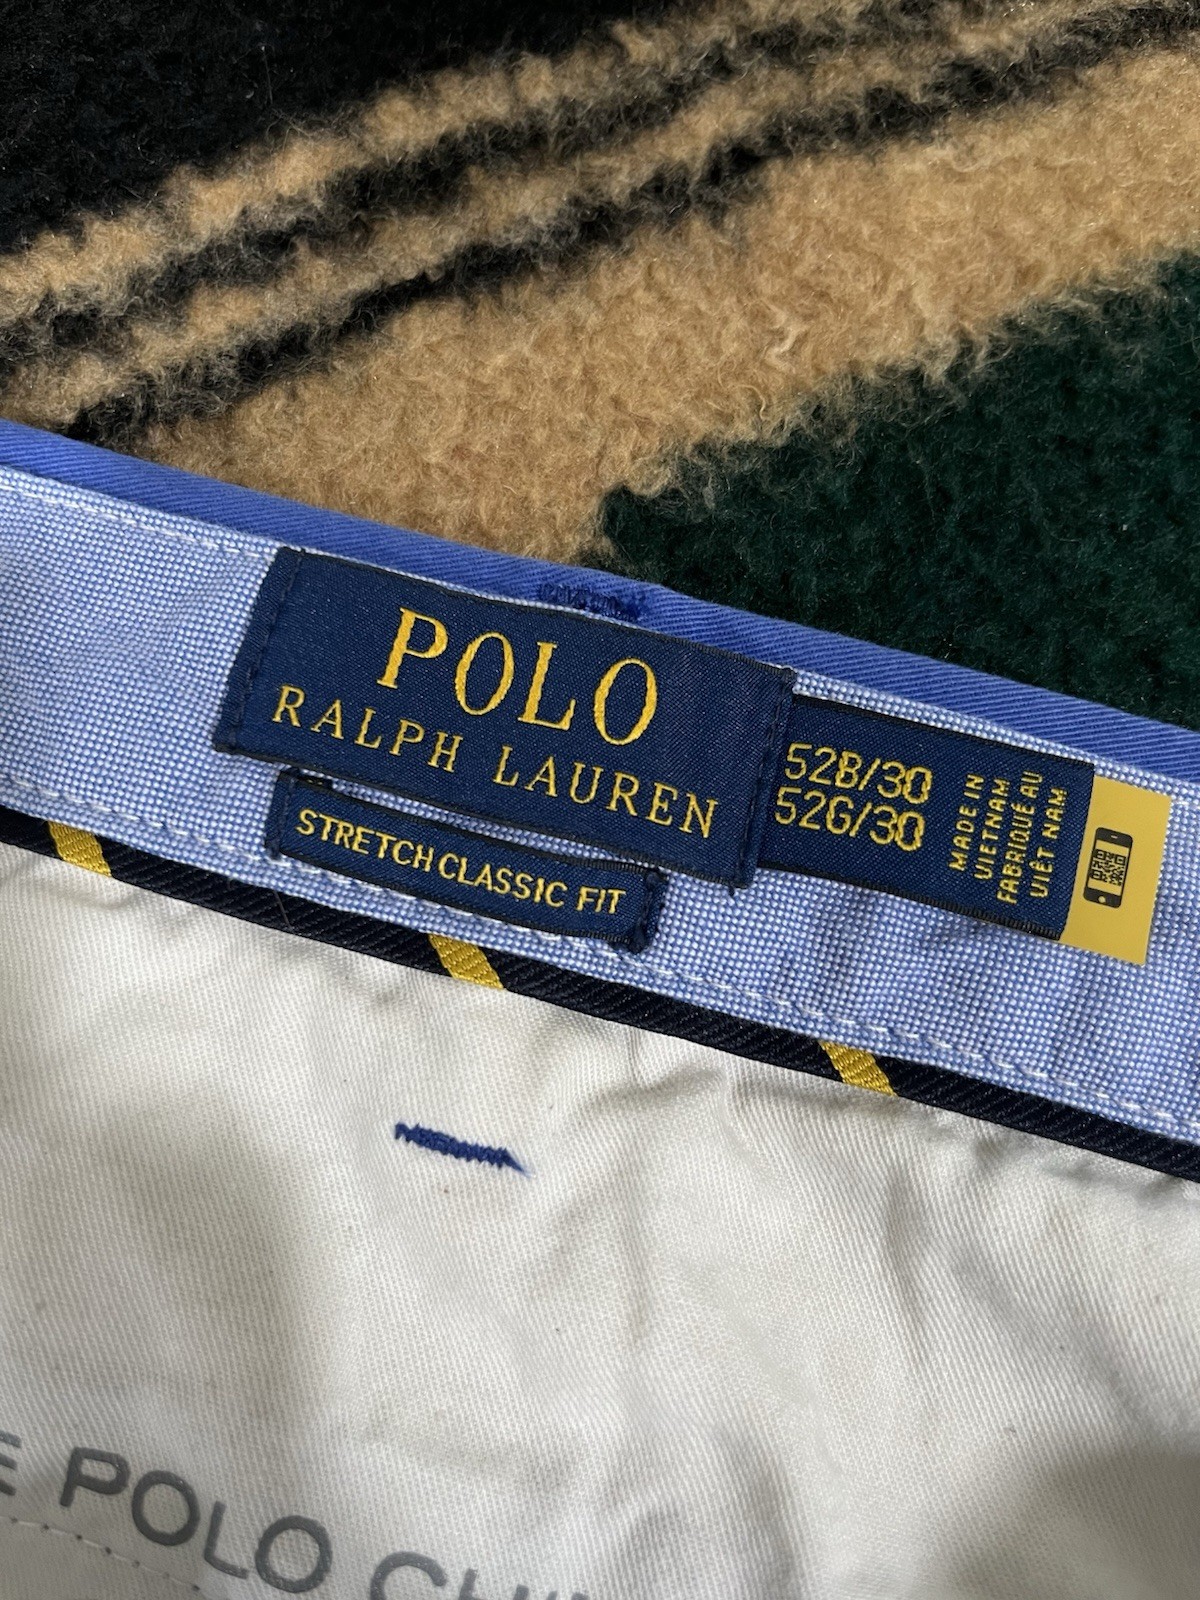 POLO
RALPH LAUREN
STRETCH CLASSIC FIT
52B/30
52G/30
MADE IN
VIETNAM
FABRIQUÉ AU
VIÊT NAM
POLO